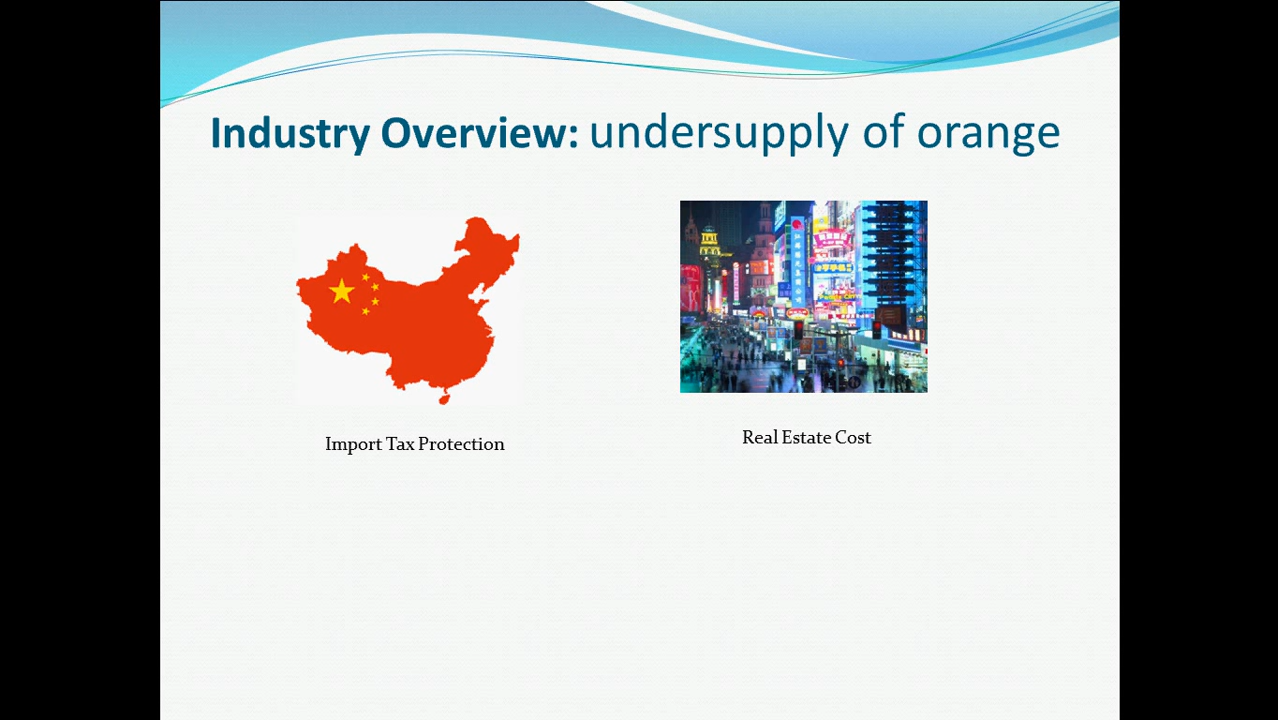 Industry Overview: undersupply of orange
Import Tax Protection
Real Estate Cost